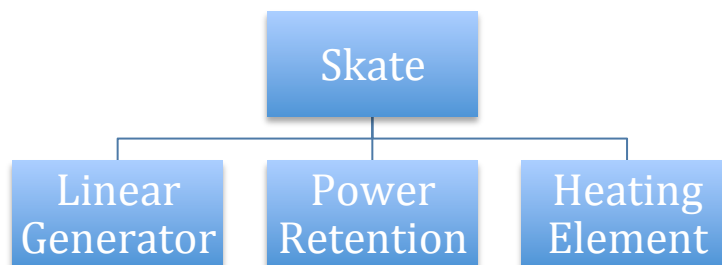 Skate
Linear
Generator
Power
Retention
Heating
Element